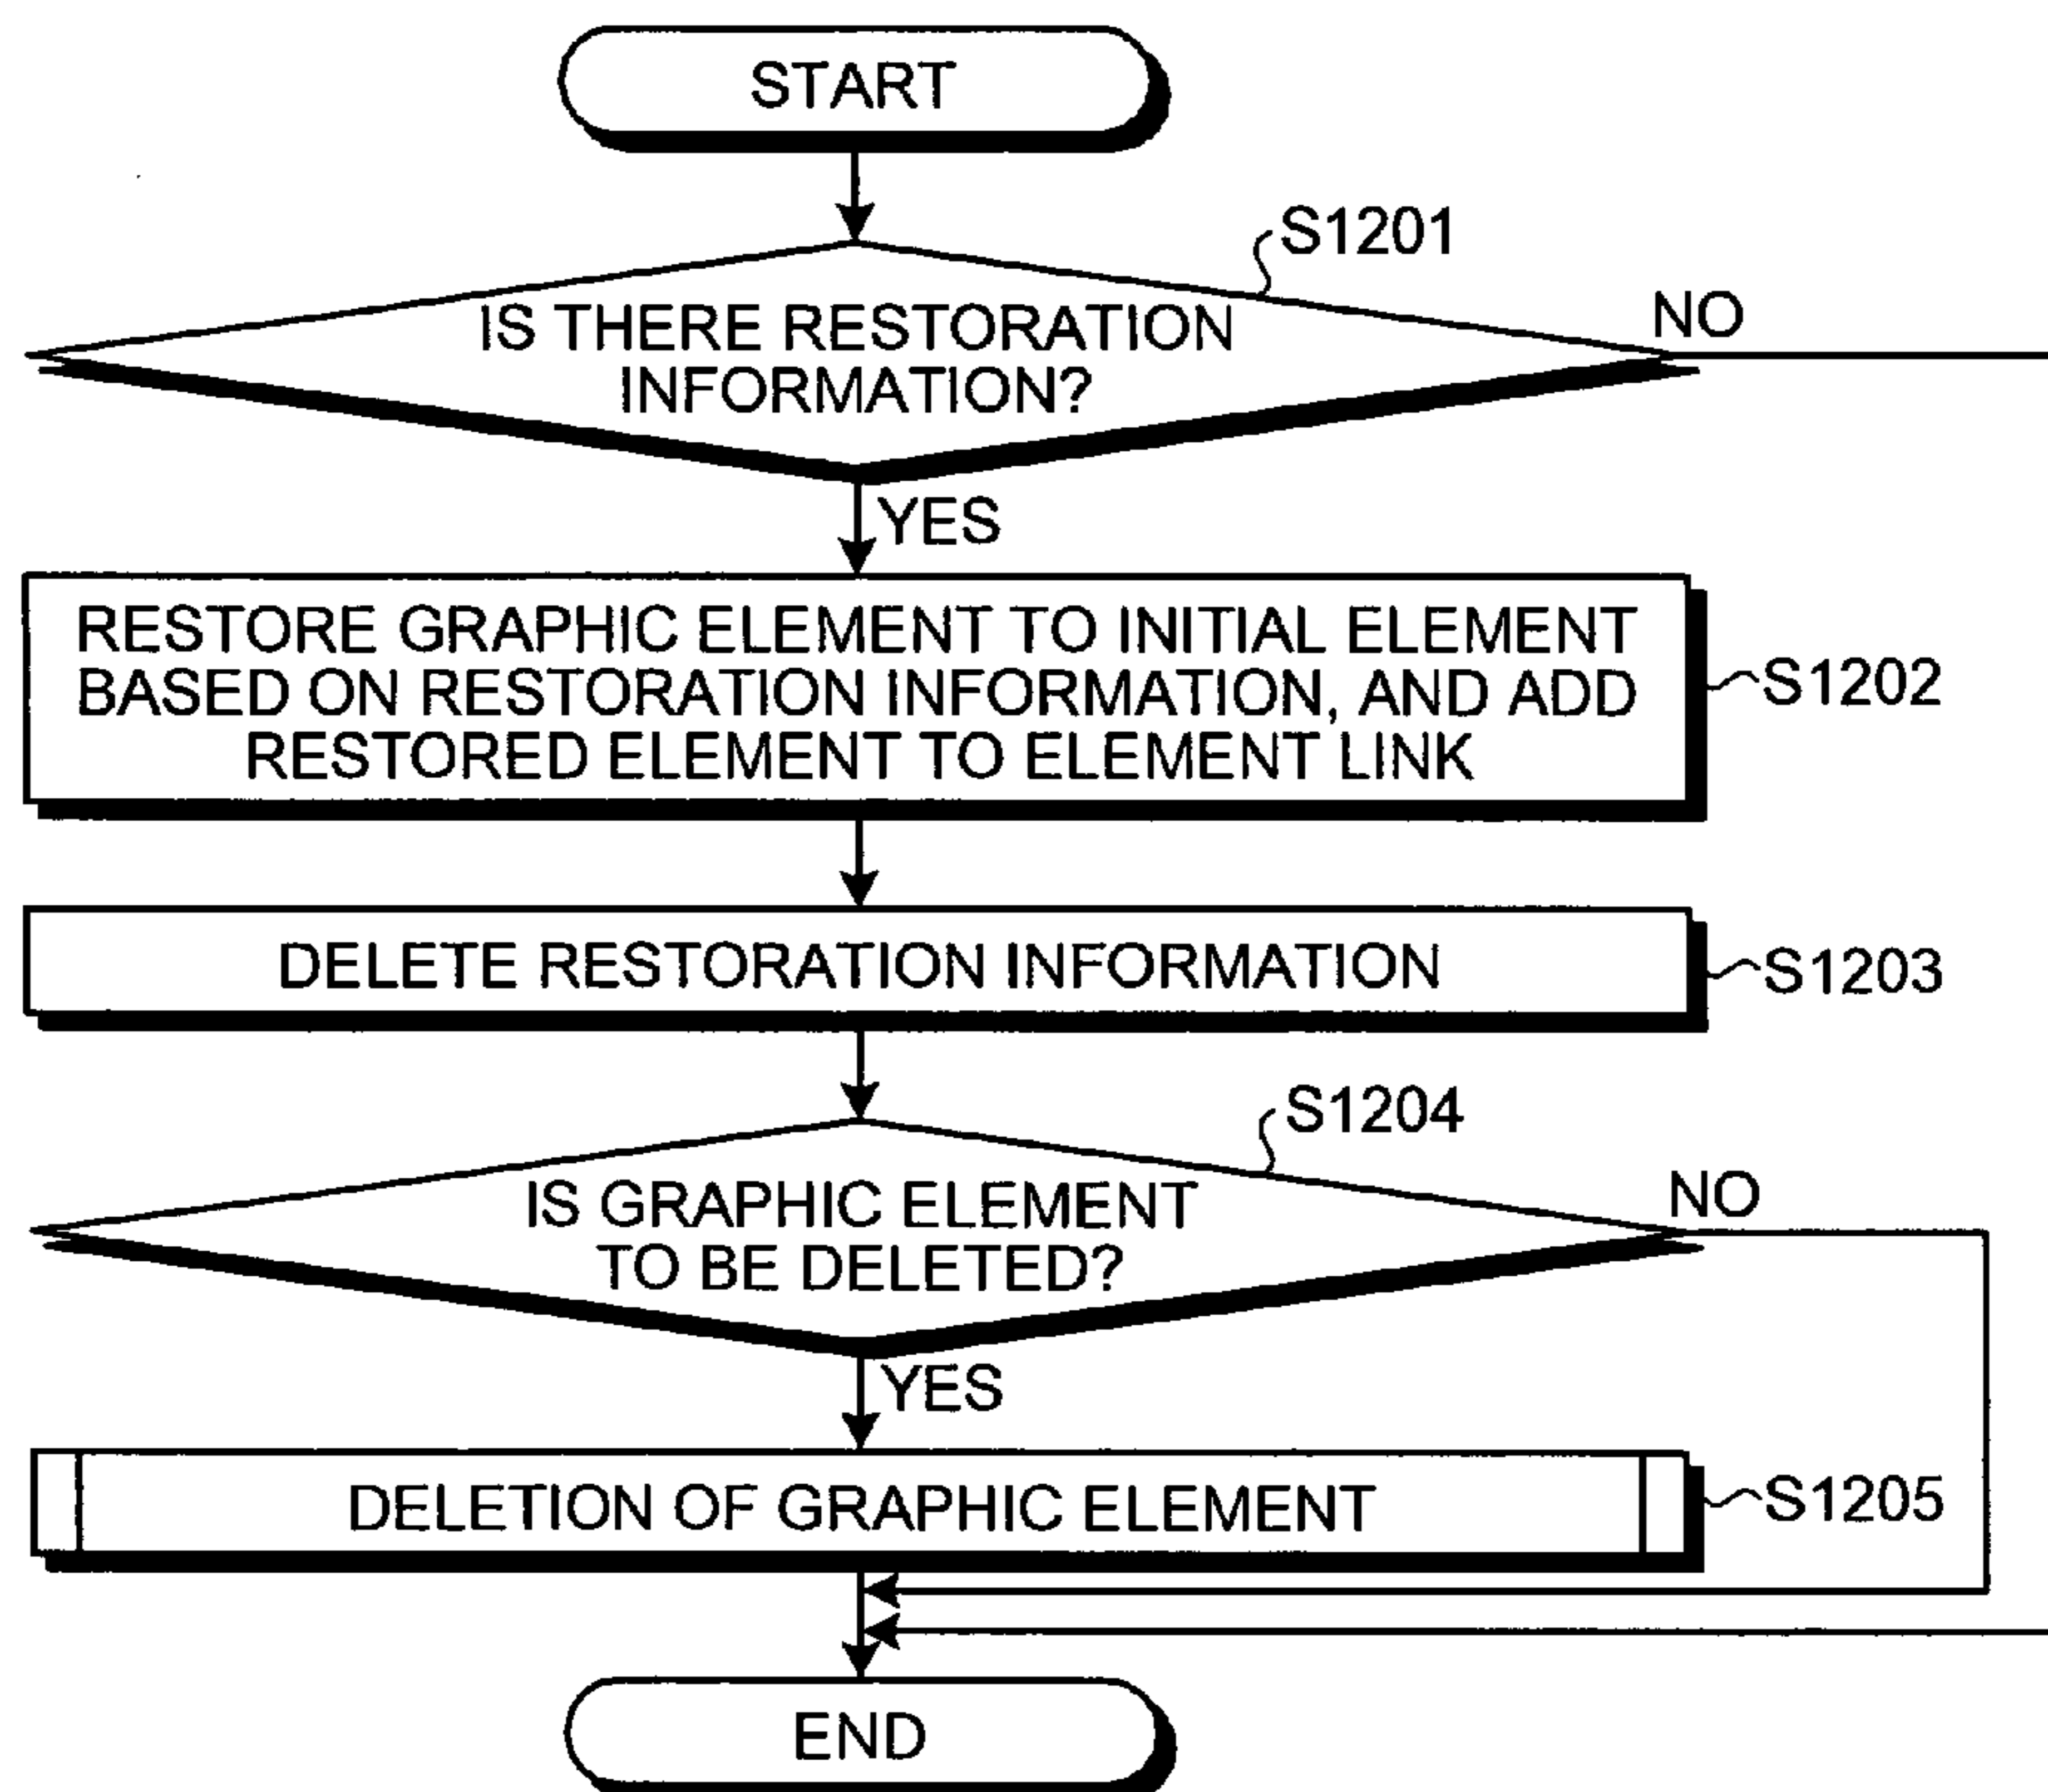 START
S1201
IS THERE RESTORATION
INFORMATION?
NO
YES
RESTORE GRAPHIC ELEMENT TO INITIAL ELEMENT
BASED ON RESTORATION INFORMATION, AND ADD
RESTORED ELEMENT TO ELEMENT LINK
S1202
DELETE RESTORATION INFORMATION
S1203
S1204
IS GRAPHIC ELEMENT
TO BE DELETED?
NO
YES
DELETION OF GRAPHIC ELEMENT
S1205
END